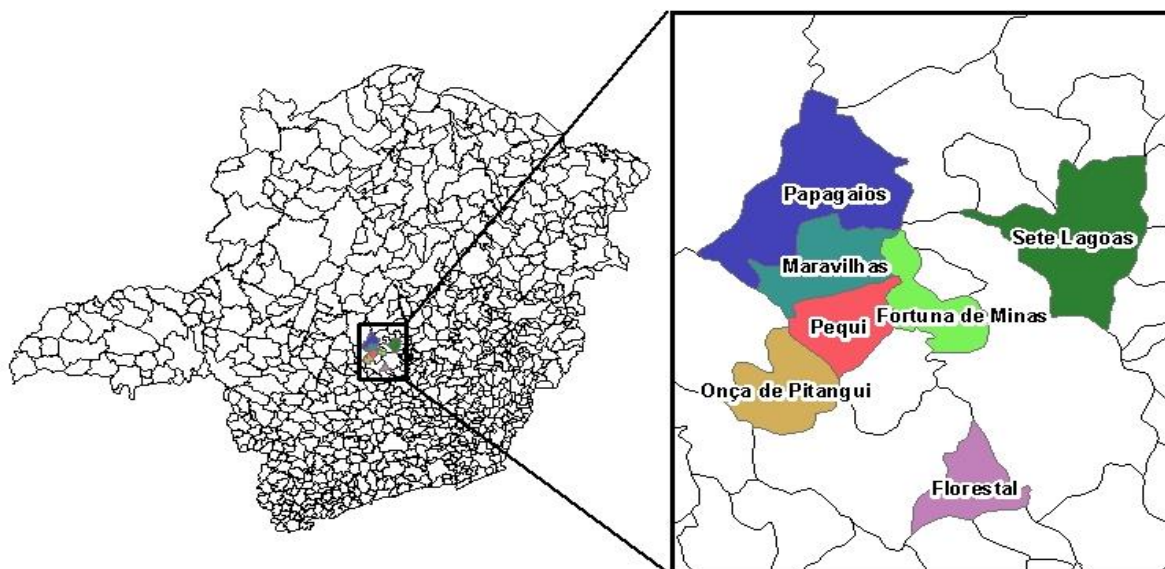 Papagaios
Sete Lagoas
Maravilhas
Fortuna de Minas
Pequi
Onça de Pitangui
Florestal